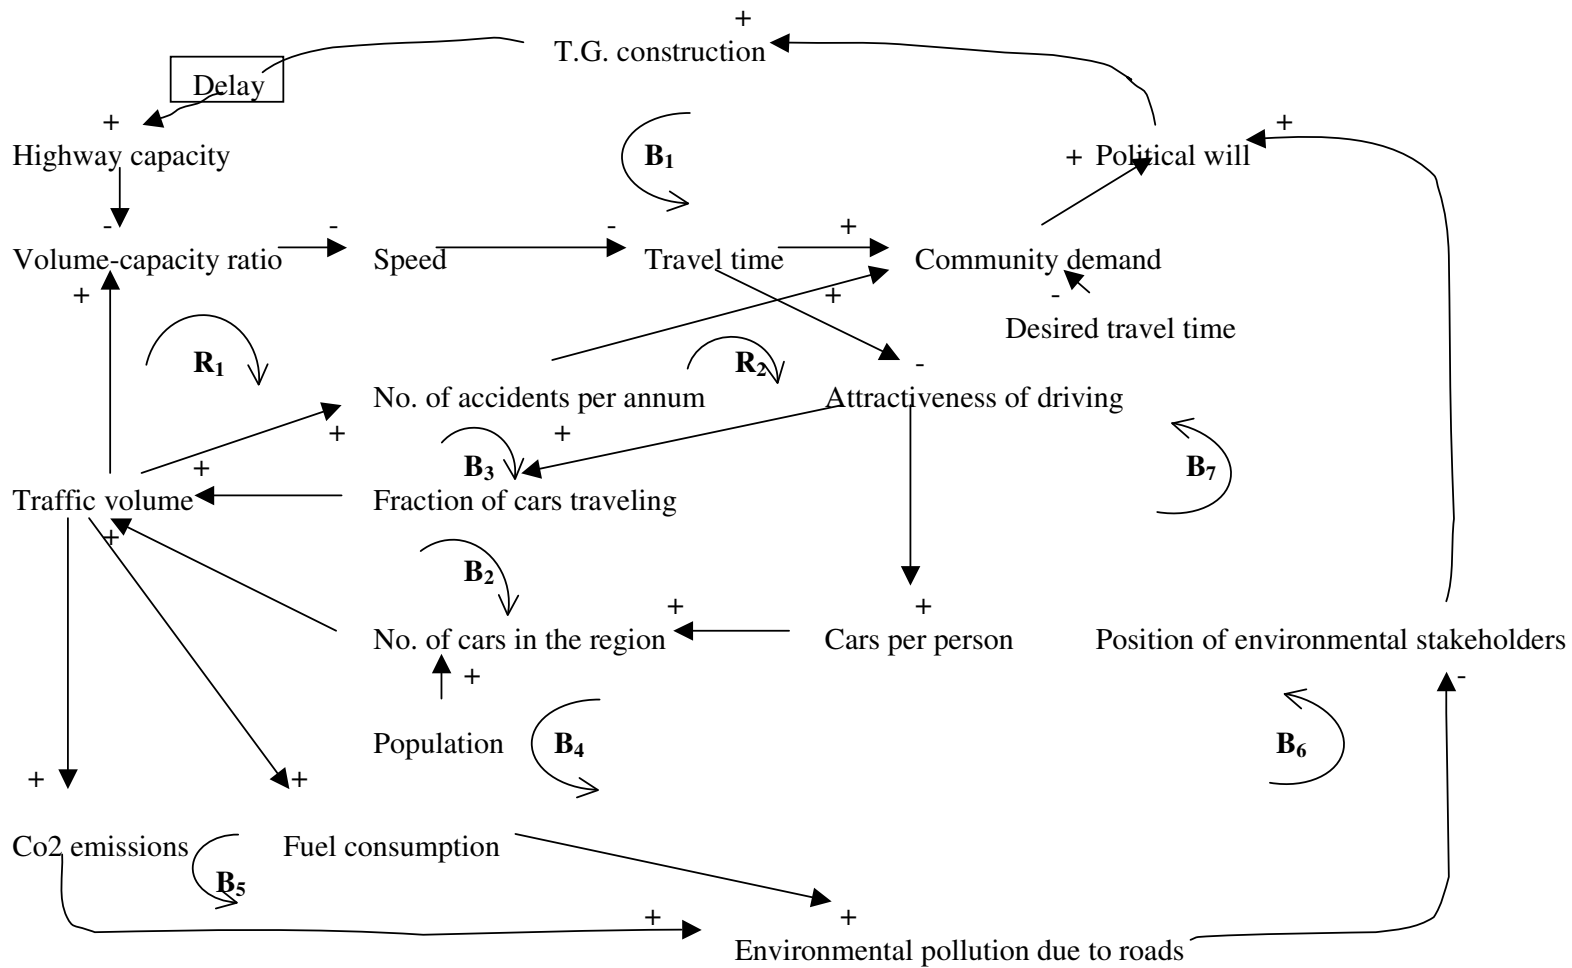 +
T.G. construction
Delay
+
+
Highway capacity
B1
+ Political will
-
-
-
+
Volume-capacity ratio
Speed
Travel time
Community demand
+
+
-
Desired travel time
R1
R2
-
No. of accidents per annum
Attractiveness of driving
+
+
+
B3
B7
Traffic volume
Fraction of cars traveling
+
B2
+
+
No. of cars in the region
Cars per person
Position of environmental stakeholders
+
-
Population
B4
B6
+
+
Co2 emissions
Fuel consumption
B5
+
+
Environmental pollution due to roads